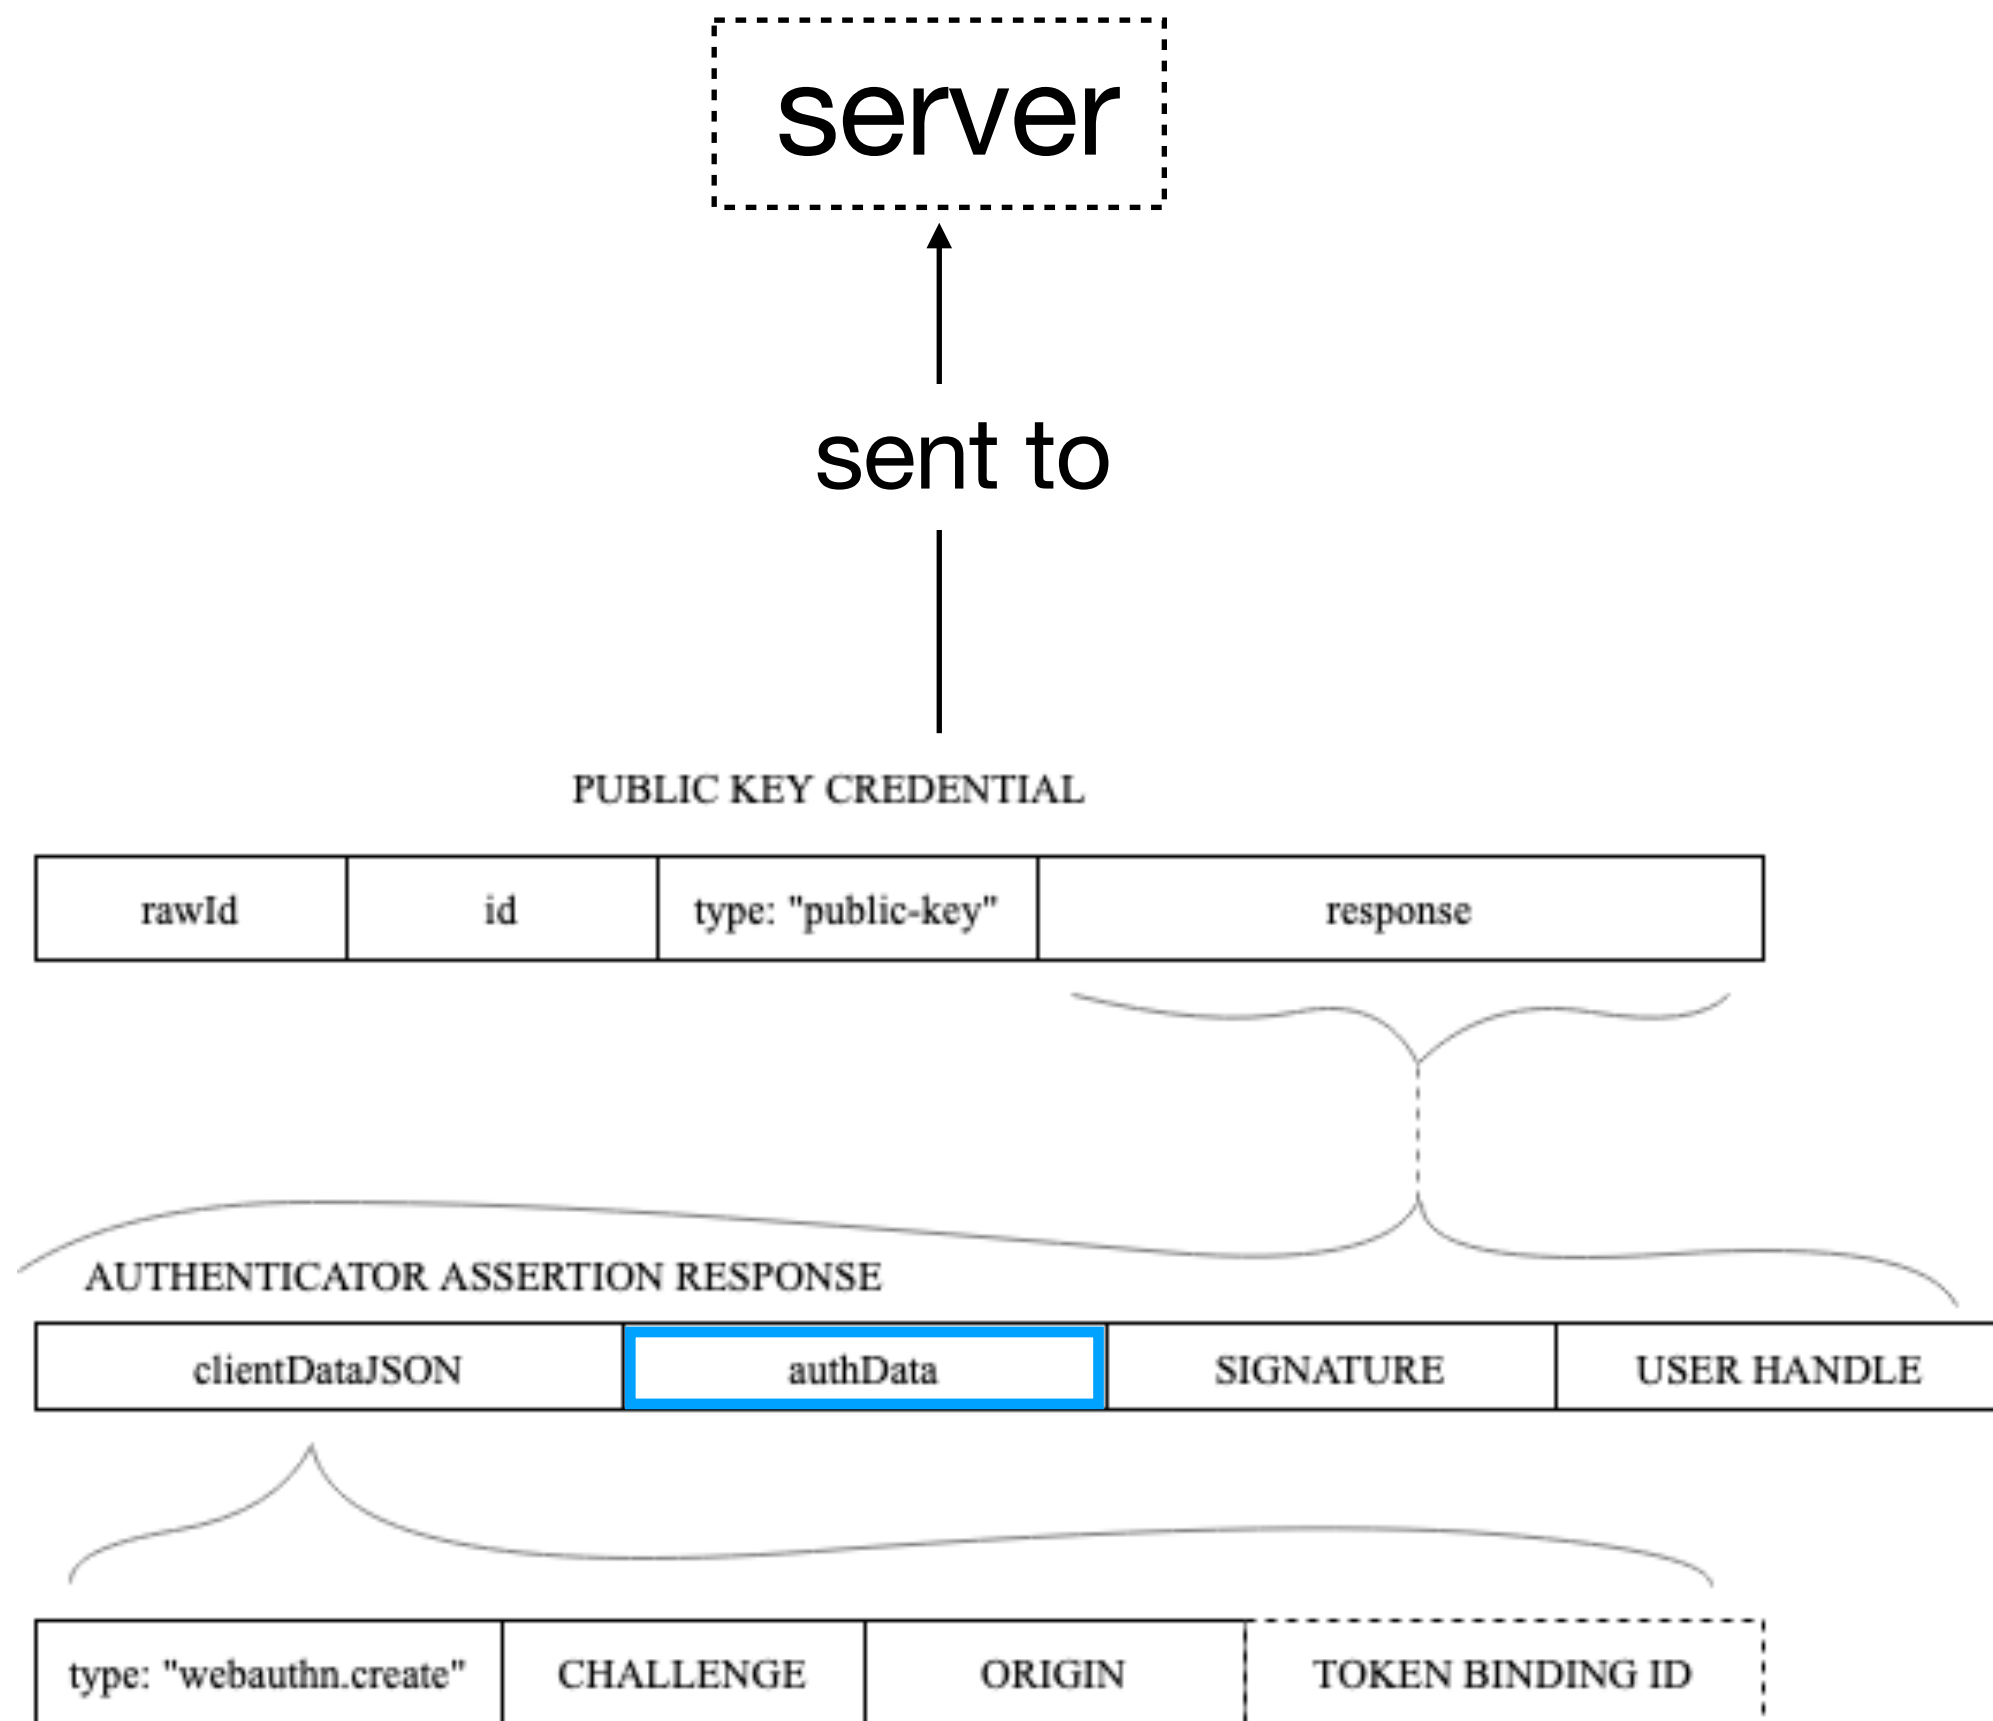 server
sent to
PUBLIC KEY CREDENTIAL
rawId id type: "public-key" response
AUTHENTICATOR ASSERTION RESPONSE
clientDataJSON authData SIGNATURE USER HANDLE
type: "webauthn.create" CHALLENGE ORIGIN TOKEN BINDING ID